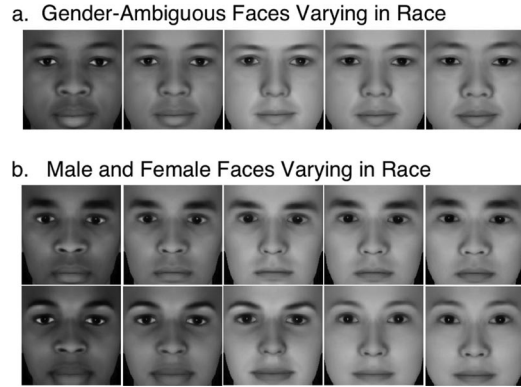 a. Gender-Ambiguous Faces Varying in Race
b. Male and Female Faces Varying in Race